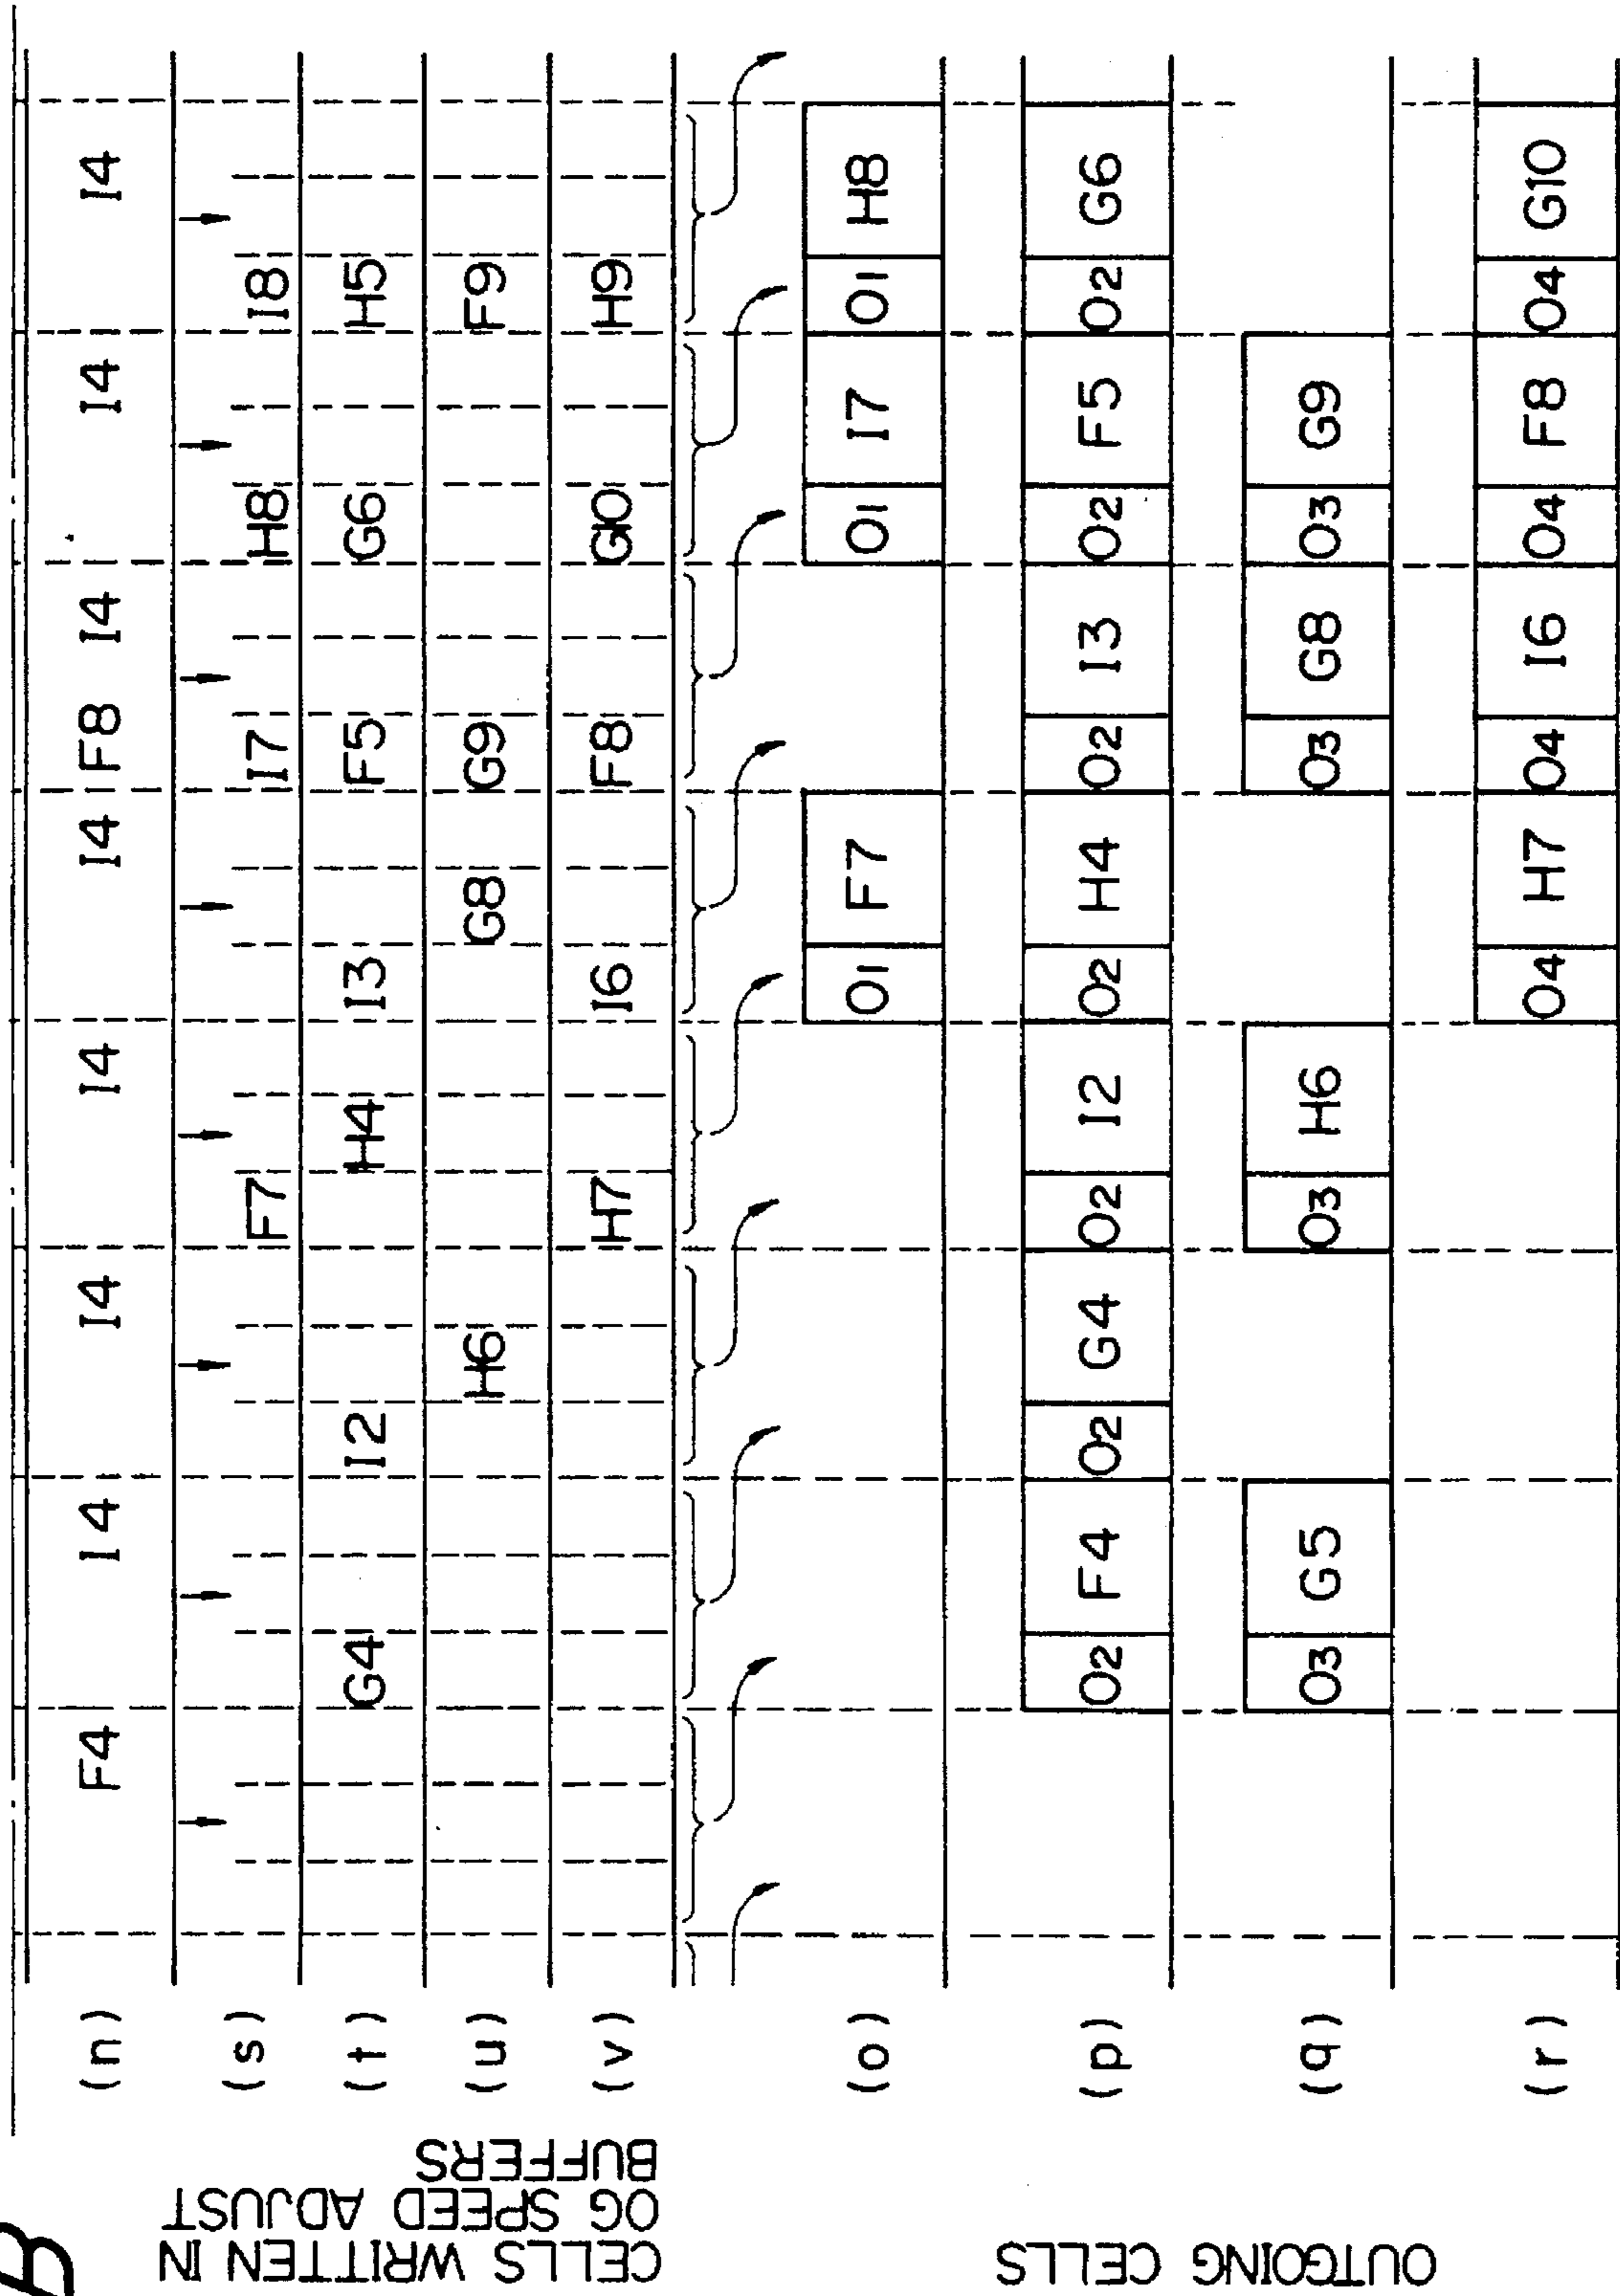 B
CELLS WRITTEN IN
OG SPEED ADJUST
BUFFERS
(n) F4 I4 I4 I4 I4 F8 I4 I4 I4
(s) F7 I7 H8 I8
(t) G4 I2 H4 I3 F5 G6 H5
(u) H6 G8 G9 F9
(v) H7 I6 F8 G10 H9
OUTGOING CELLS
(o) O1 F7 O1 I7 O1 H8
(p) O2 F4 O2 G4 O2 I2 O2 H4 O2 I3 O2 F5 O2 G6
(q) O3 G5 O3 H6 O3 G8 O3 G9
(r) O4 H7 O4 I6 O4 F8 O4 G10